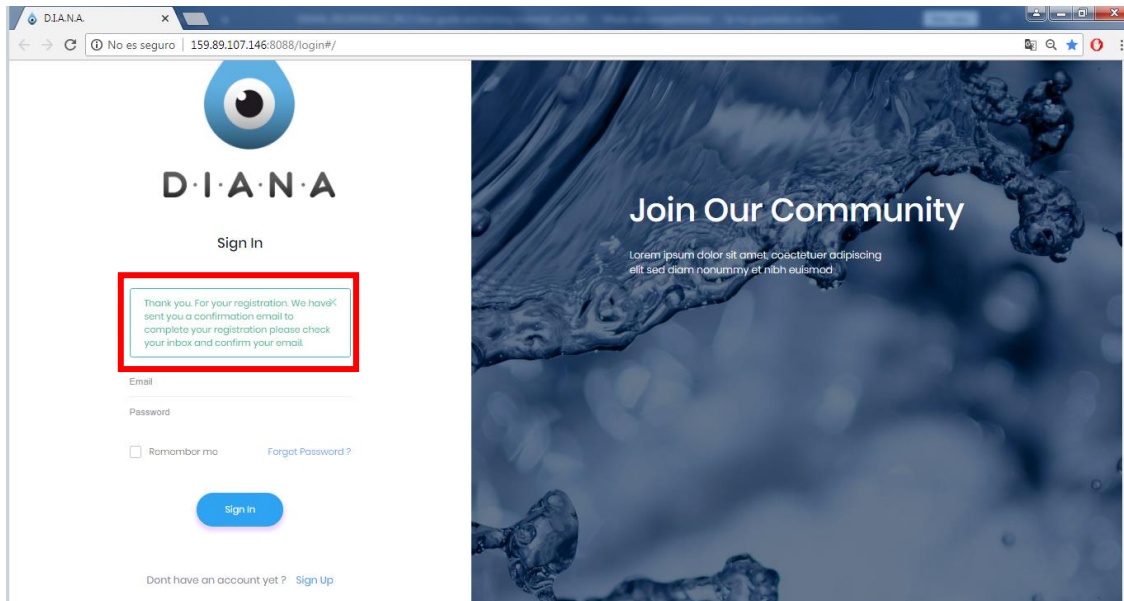 D.I.A.N.A.
No es seguro | 159.89.107.146:8088/login#/
D·I·A·N·A
Sign In
Thank you. For your registration. We have
sent you a confirmation email to
complete your registration please check
your inbox and confirm your email.
Email
Password
Remember me
Forgot Password ?
Sign In
Dont have an account yet ? Sign Up
Join Our Community
Lorem ipsum dolor sit amet, coectetuer adipiscing
elit sed diam nonummy et nibh euismod